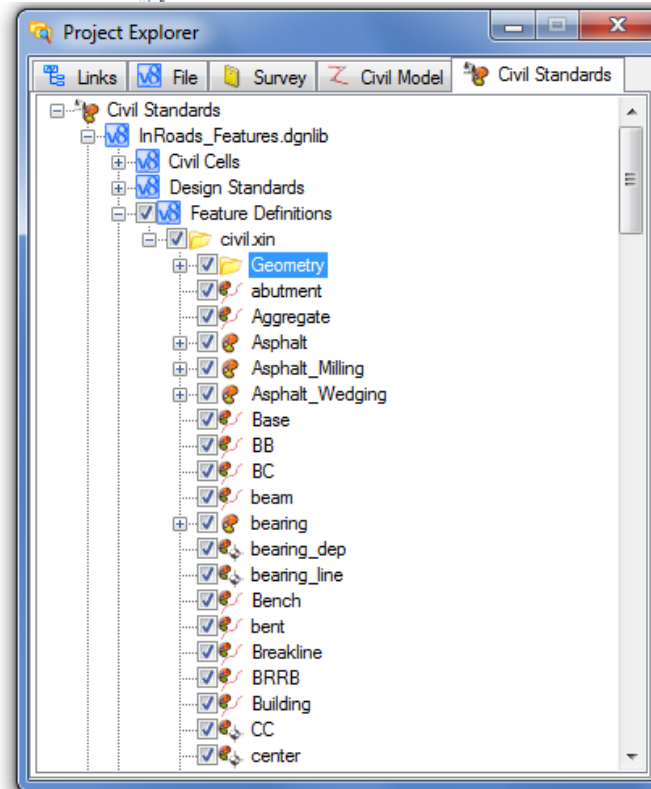 Project Explorer
Links File Survey Civil Model Civil Standards
Civil Standards
InRoads_Features.dgnlib
Civil Cells
Design Standards
Feature Definitions
civil.xin
Geometry
abutment
Aggregate
Asphalt
Asphalt_Milling
Asphalt_Wedging
Base
BB
BC
beam
bearing
bearing_dep
bearing_line
Bench
bent
Breakline
BRRB
Building
CC
center